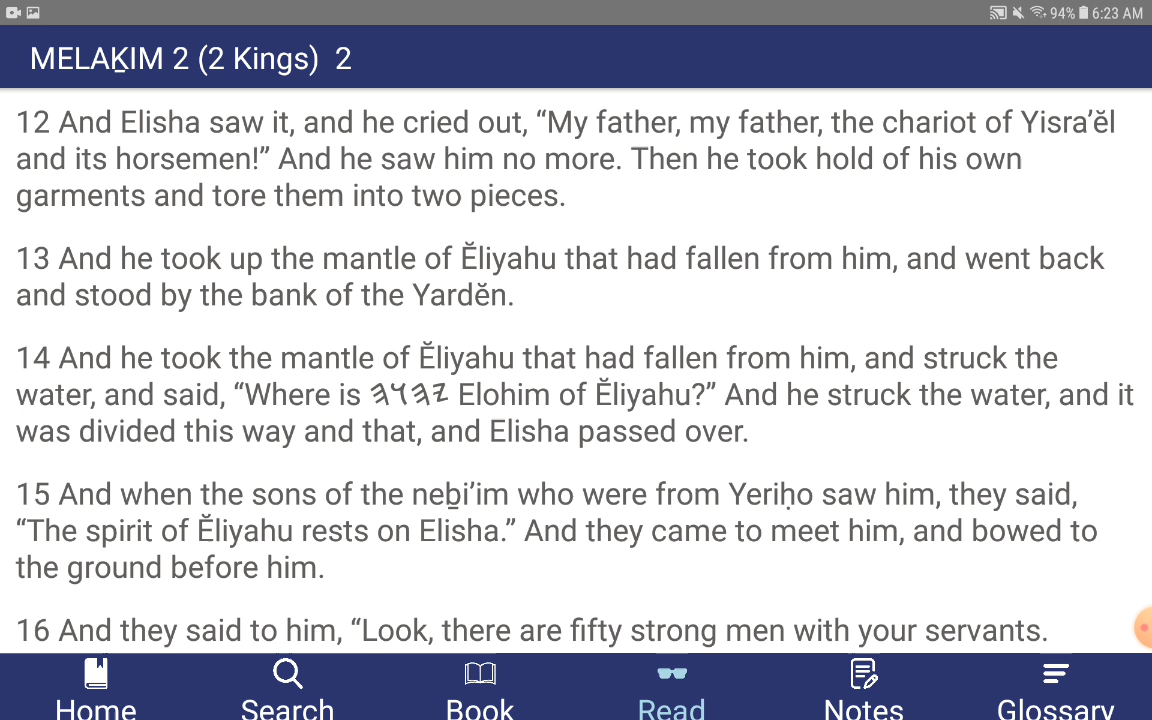 94% 6:23 AM
MELAḴIM 2 (2 Kings) 2
12 And Elisha saw it, and he cried out, “My father, my father, the chariot of Yisra’ĕl
and its horsemen!” And he saw him no more. Then he took hold of his own
garments and tore them into two pieces.
13 And he took up the mantle of Ĕliyahu that had fallen from him, and went back
and stood by the bank of the Yardĕn.
14 And he took the mantle of Ĕliyahu that had fallen from him, and struck the
water, and said, “Where is 𐤉𐤄𐤅𐤄 Elohim of Ĕliyahu?” And he struck the water, and it
was divided this way and that, and Elisha passed over.
15 And when the sons of the neḇi’im who were from Yeriḥo saw him, they said,
“The spirit of Ĕliyahu rests on Elisha.” And they came to meet him, and bowed to
the ground before him.
16 And they said to him, “Look, there are fifty strong men with your servants.
Home Search Book Read Notes Glossary